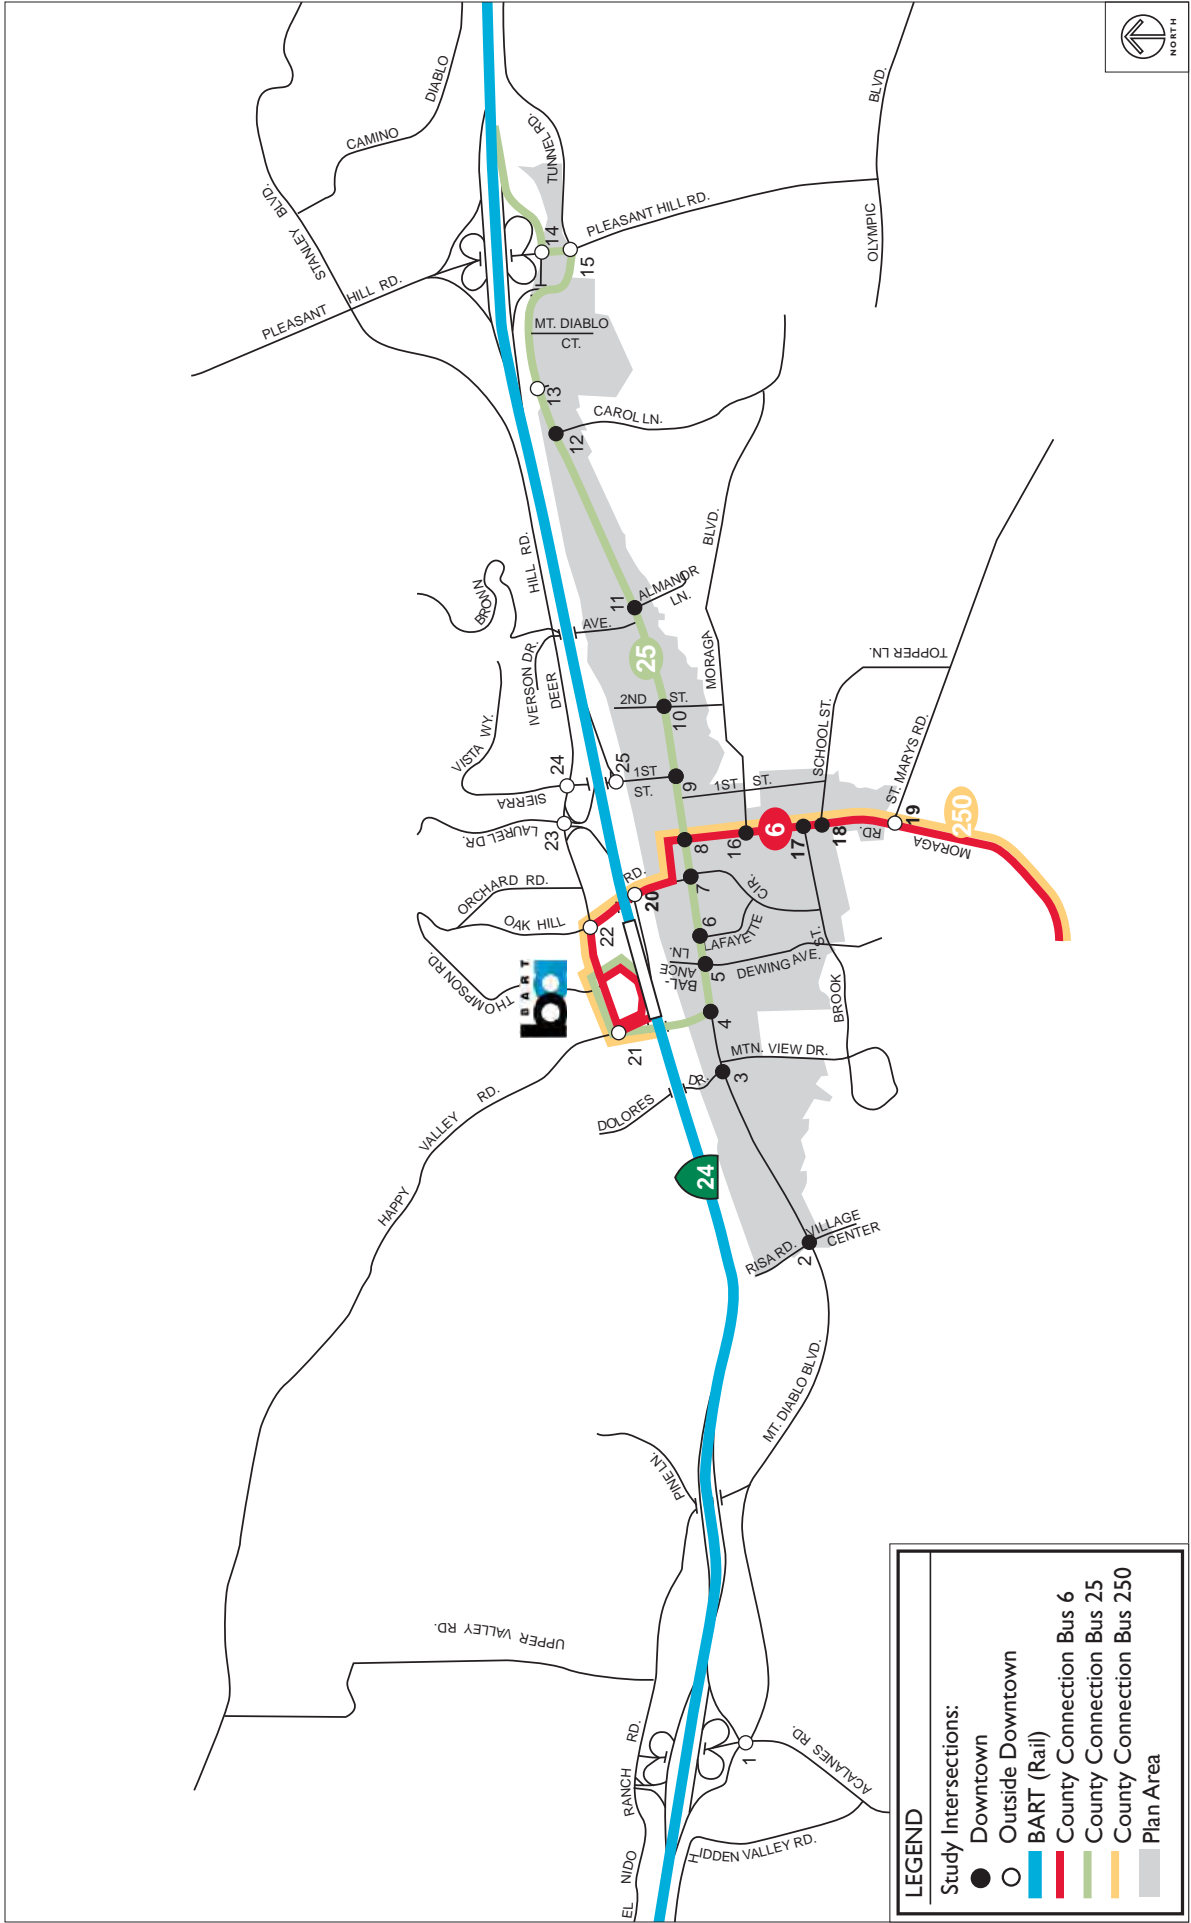 LEGEND
Study Intersections:
Downtown
Outside Downtown
BART (Rail)
County Connection Bus 6
County Connection Bus 25
County Connection Bus 250
Plan Area
NORTH
STANLEY BLVD.
CAMINO
DIABLO
PLEASANT
HILL RD.
TUNNEL RD.
PLEASANT HILL RD.
OLYMPIC
BLVD.
MT. DIABLO
CT.
CAROL LN.
HILL RD.
DEER
BROWN
AVE.
IVERSON DR.
ALMANOR
LN.
MORAGA
BLVD.
VISTA WY.
SIERRA
LAUREL DR.
ORCHARD RD.
OAK HILL
RD.
THOMPSON RD.
BART
ba
HAPPY
VALLEY
RD.
DOLORES
DR.
MTN. VIEW DR.
BAL-
ANCE
LN.
DEWING AVE.
LAFAYETTE
CIR.
BROOK
ST.
2ND
ST.
1ST
ST.
1ST
ST.
SCHOOL ST.
TOPPER LN.
ST. MARYS RD.
MORAGA
RD.
RISA RD.
VILLAGE
CENTER
MT. DIABLO BLVD.
PINE LN.
UPPER VALLEY RD.
EL NIDO
RANCH
RD.
HIDDEN VALLEY RD.
ACALANES RD.
1
2
3
4
5
6
7
8
9
10
11
12
13
14
15
16
17
18
19
20
21
22
23
24
25
24
25
6
250